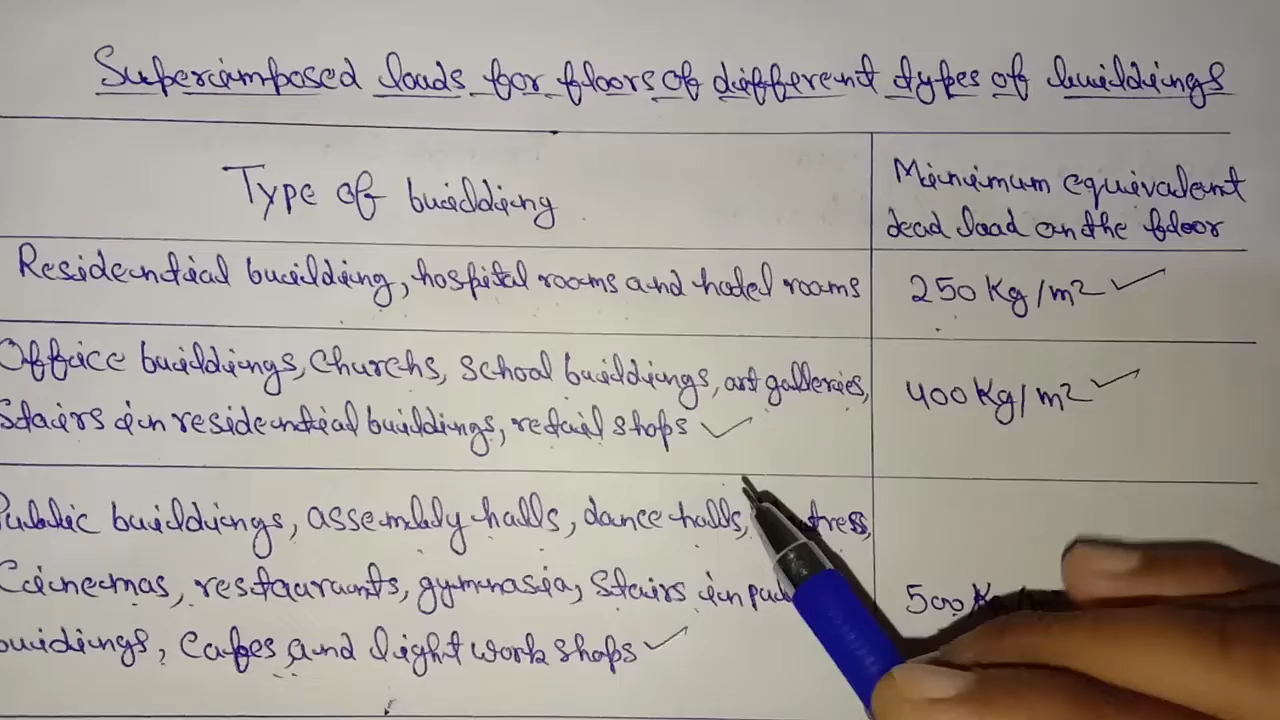 Superimposed loads for floors of different types of buildings
Type of building
Minimum equivalent
dead load on the floor
Residential building, hospital rooms and hotel rooms
250 Kg/m²
Office buildings, Churchs, School buildings, art galleries,
Stairs in residential buildings, retail shops
400 Kg/m²
Public buildings, assembly halls, dance halls,
Cinemas, restaurants, gymnasia, Stairs in
buidings, Cafes and light work shops
500